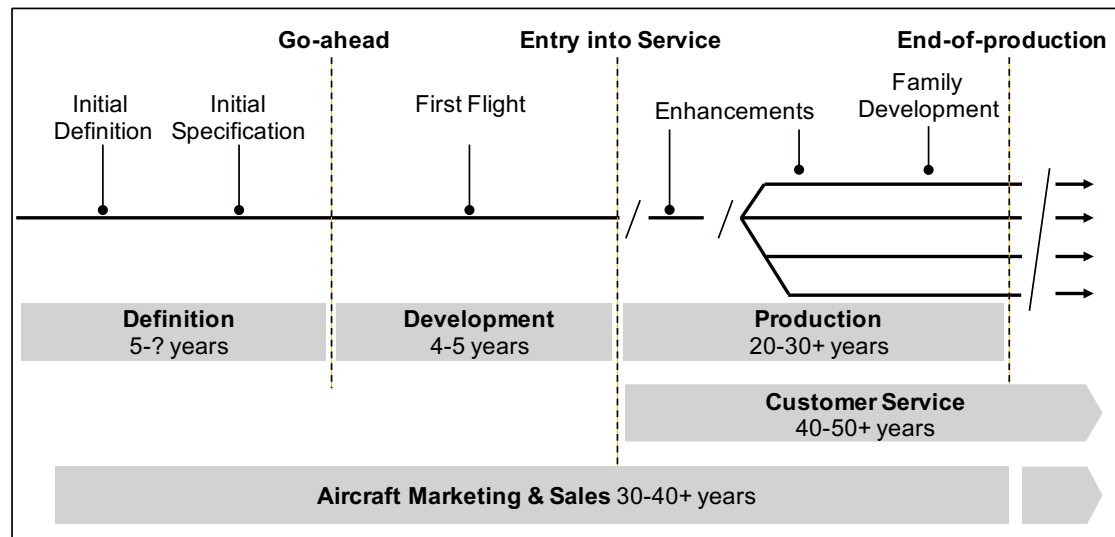 Go-ahead
Entry into Service
End-of-production
Initial
Definition
Initial
Specification
First Flight
Enhancements
Family
Development
Definition
5-? years
Development
4-5 years
Production
20-30+ years
Customer Service
40-50+ years
Aircraft Marketing & Sales 30-40+ years